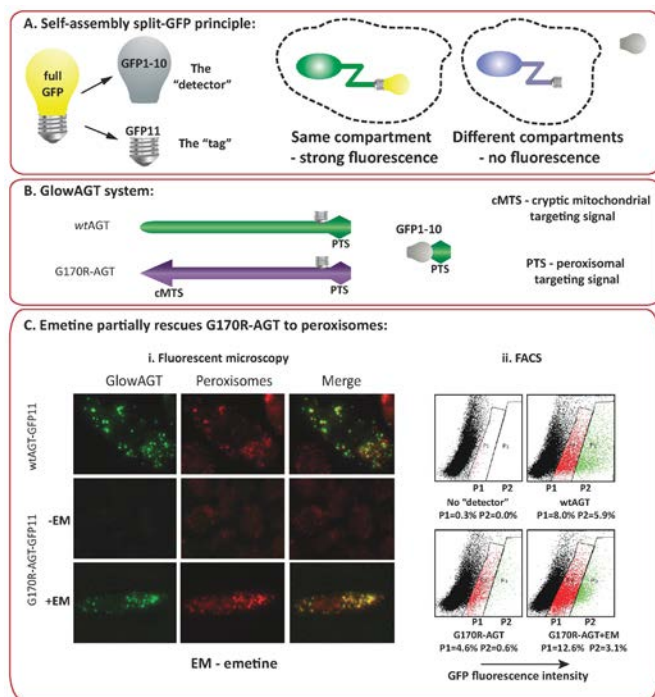 A. Self-assembly split-GFP principle:
full
GFP
GFP1-10
The
"detector"
GFP11
The "tag"
Same compartment
- strong fluorescence
Different compartments
- no fluorescence
B. GlowAGT system:
wtAGT
PTS
G170R-AGT
cMTS
PTS
GFP1-10
PTS
cMTS - cryptic mitochondrial
targeting signal
PTS - peroxisomal
targeting signal
C. Emetine partially rescues G170R-AGT to peroxisomes:
i. Fluorescent microscopy
GlowAGT
Peroxisomes
Merge
wtAGT-GFP11
G170R-AGT-GFP11
-EM
+EM
EM - emetine
ii. FACS
P1 P2
No "detector"
P1=0.3% P2=0.0%
P1 P2
wtAGT
P1=8.0% P2=5.9%
P1 P2
G170R-AGT
P1=4.6% P2=0.6%
P1 P2
G170R-AGT+EM
P1=12.6% P2=3.1%
GFP fluorescence intensity